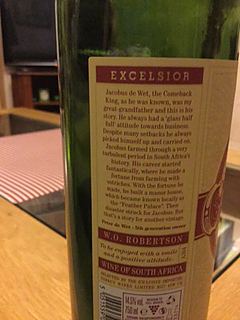 EXCELSIOR
Jacobus de Wet, the Comeback
King, as he was known, was my
great-grandfather and this is his
story. He always had a 'glass half
full' attitude towards business.
Despite many setbacks he always
picked himself up and carried on.
Jacobus farmed through a very
turbulent period in South Africa's
history. His career started
fantastically, where he made a
fortune from farming with
ostriches. With the fortune he
made, he built a manor house,
which became known locally as
the "Feather Palace". Then
disaster struck for Jacobus. But
that's a story for another vintage.
Peter de Wet - 5th generation owner
W.O. ROBERTSON
To be enjoyed with a meal
and a positive attitude.
WINE OF SOUTH AFRICA
14.0% vol
750 ml